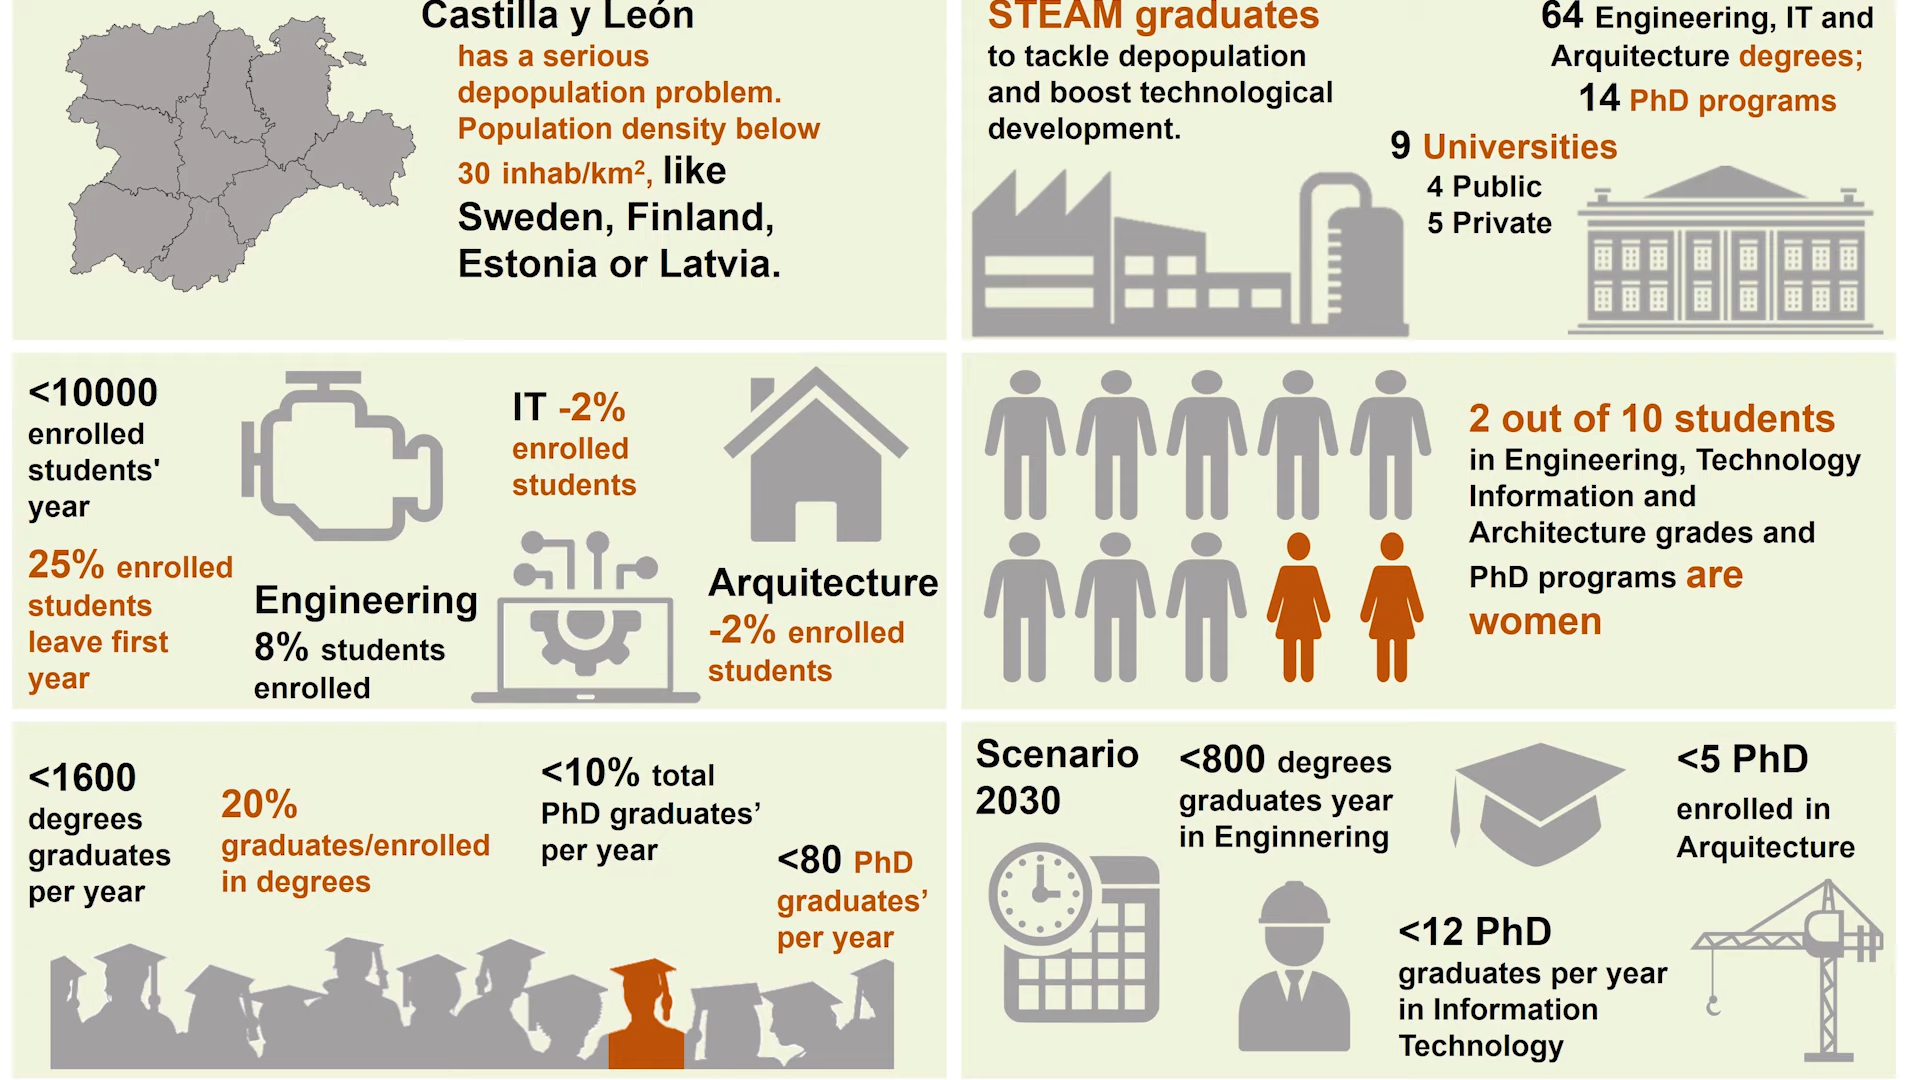 Castilla y León
has a serious
depopulation problem.
Population density below
30 inhab/km², like
Sweden, Finland,
Estonia or Latvia.
STEAM graduates
to tackle depopulation
and boost technological
development.
64 Engineering, IT and
Arquitecture degrees;
14 PhD programs
9 Universities
4 Public
5 Private
<10000
enrolled
students'
year
25% enrolled
students
leave first
year
Engineering
8% students
enrolled
IT -2%
enrolled
students
Arquitecture
-2% enrolled
students
2 out of 10 students
in Engineering, Technology
Information and
Architecture grades and
PhD programs are
women
<1600
degrees
graduates
per year
20%
graduates/enrolled
in degrees
<10% total
PhD graduates’
per year
<80 PhD
graduates’
per year
Scenario
2030
<800 degrees
graduates year
in Enginnering
<5 PhD
enrolled in
Arquitecture
<12 PhD
graduates per year
in Information
Technology